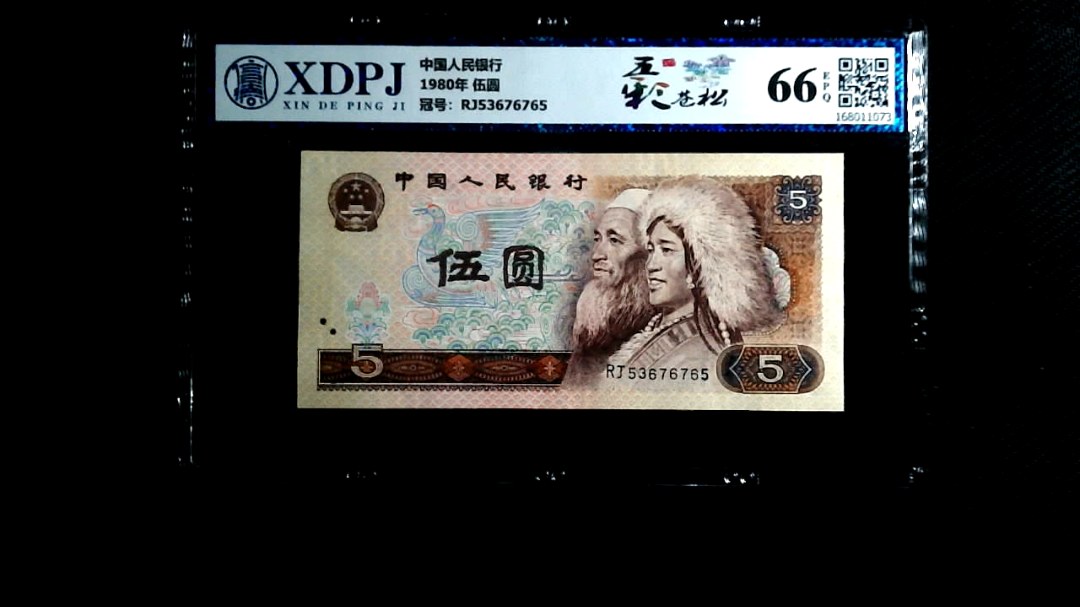 XDPJ
XIN DE PING JI
中国人民银行
1980年 伍圆
冠号：RJ53676765
五彩苍松
66
EPQ
168011073
中国人民银行
5
伍圆
5
RJ53676765
5